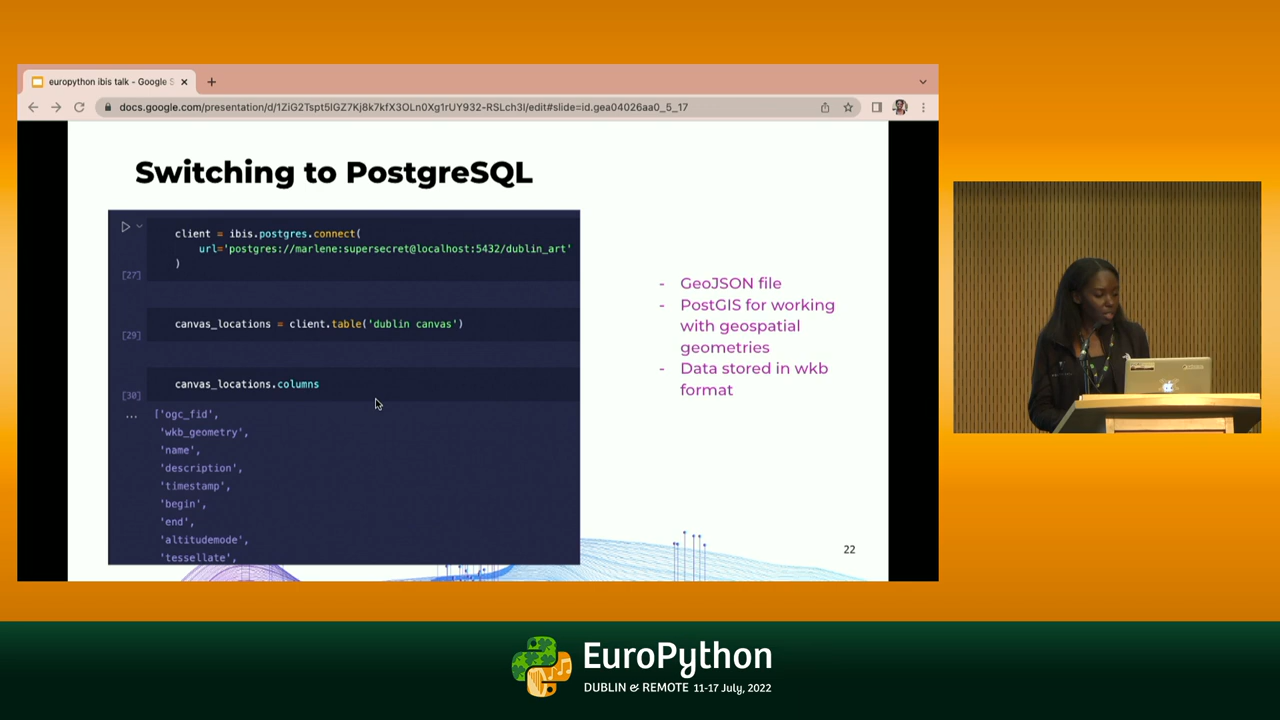 europython ibis talk - Google S
docs.google.com/presentation/d/1ZiG2Tspt5lGZ7Kj8k7kfX3OLn0Xg1rUY932-RSLch3I/edit#slide=id.gea04026aa0_5_17
Switching to PostgreSQL
client = ibis.postgres.connect(
url='postgres://marlene:supersecret@localhost:5432/dublin_art'
)
[27]
canvas_locations = client.table('dublin canvas')
[29]
canvas_locations.columns
[30]
... ['ogc_fid',
'wkb_geometry',
'name',
'description',
'timestamp',
'begin',
'end',
'altitudemode',
'tessellate',
- GeoJSON file
- PostGIS for working
with geospatial
geometries
- Data stored in wkb
format
22
EuroPython
DUBLIN & REMOTE 11-17 July, 2022